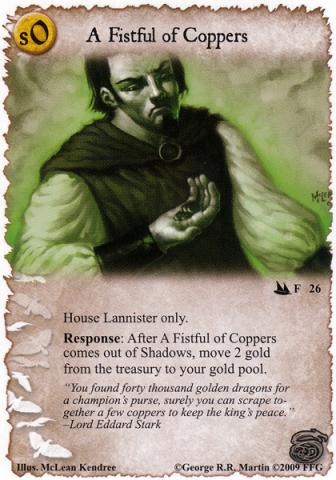 s0
A Fistful of Coppers
F 26
House Lannister only.
Response: After A Fistful of Coppers
comes out of Shadows, move 2 gold
from the treasury to your gold pool.
"You found forty thousand golden dragons for
a champion's purse, surely you can scrape to-
gether a few coppers to keep the king's peace."
–Lord Eddard Stark
Illus. McLean Kendree
©George R.R. Martin ©2009 FFG